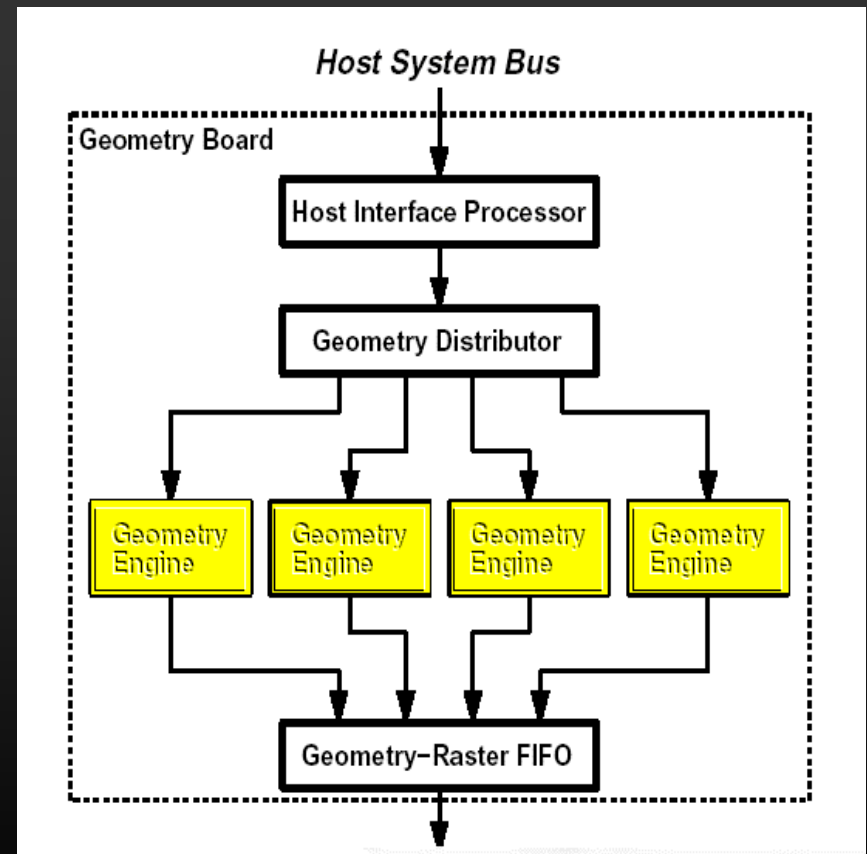 Host System Bus
Geometry Board
Host Interface Processor
Geometry Distributor
Geometry
Engine
Geometry
Engine
Geometry
Engine
Geometry
Engine
Geometry−Raster FIFO